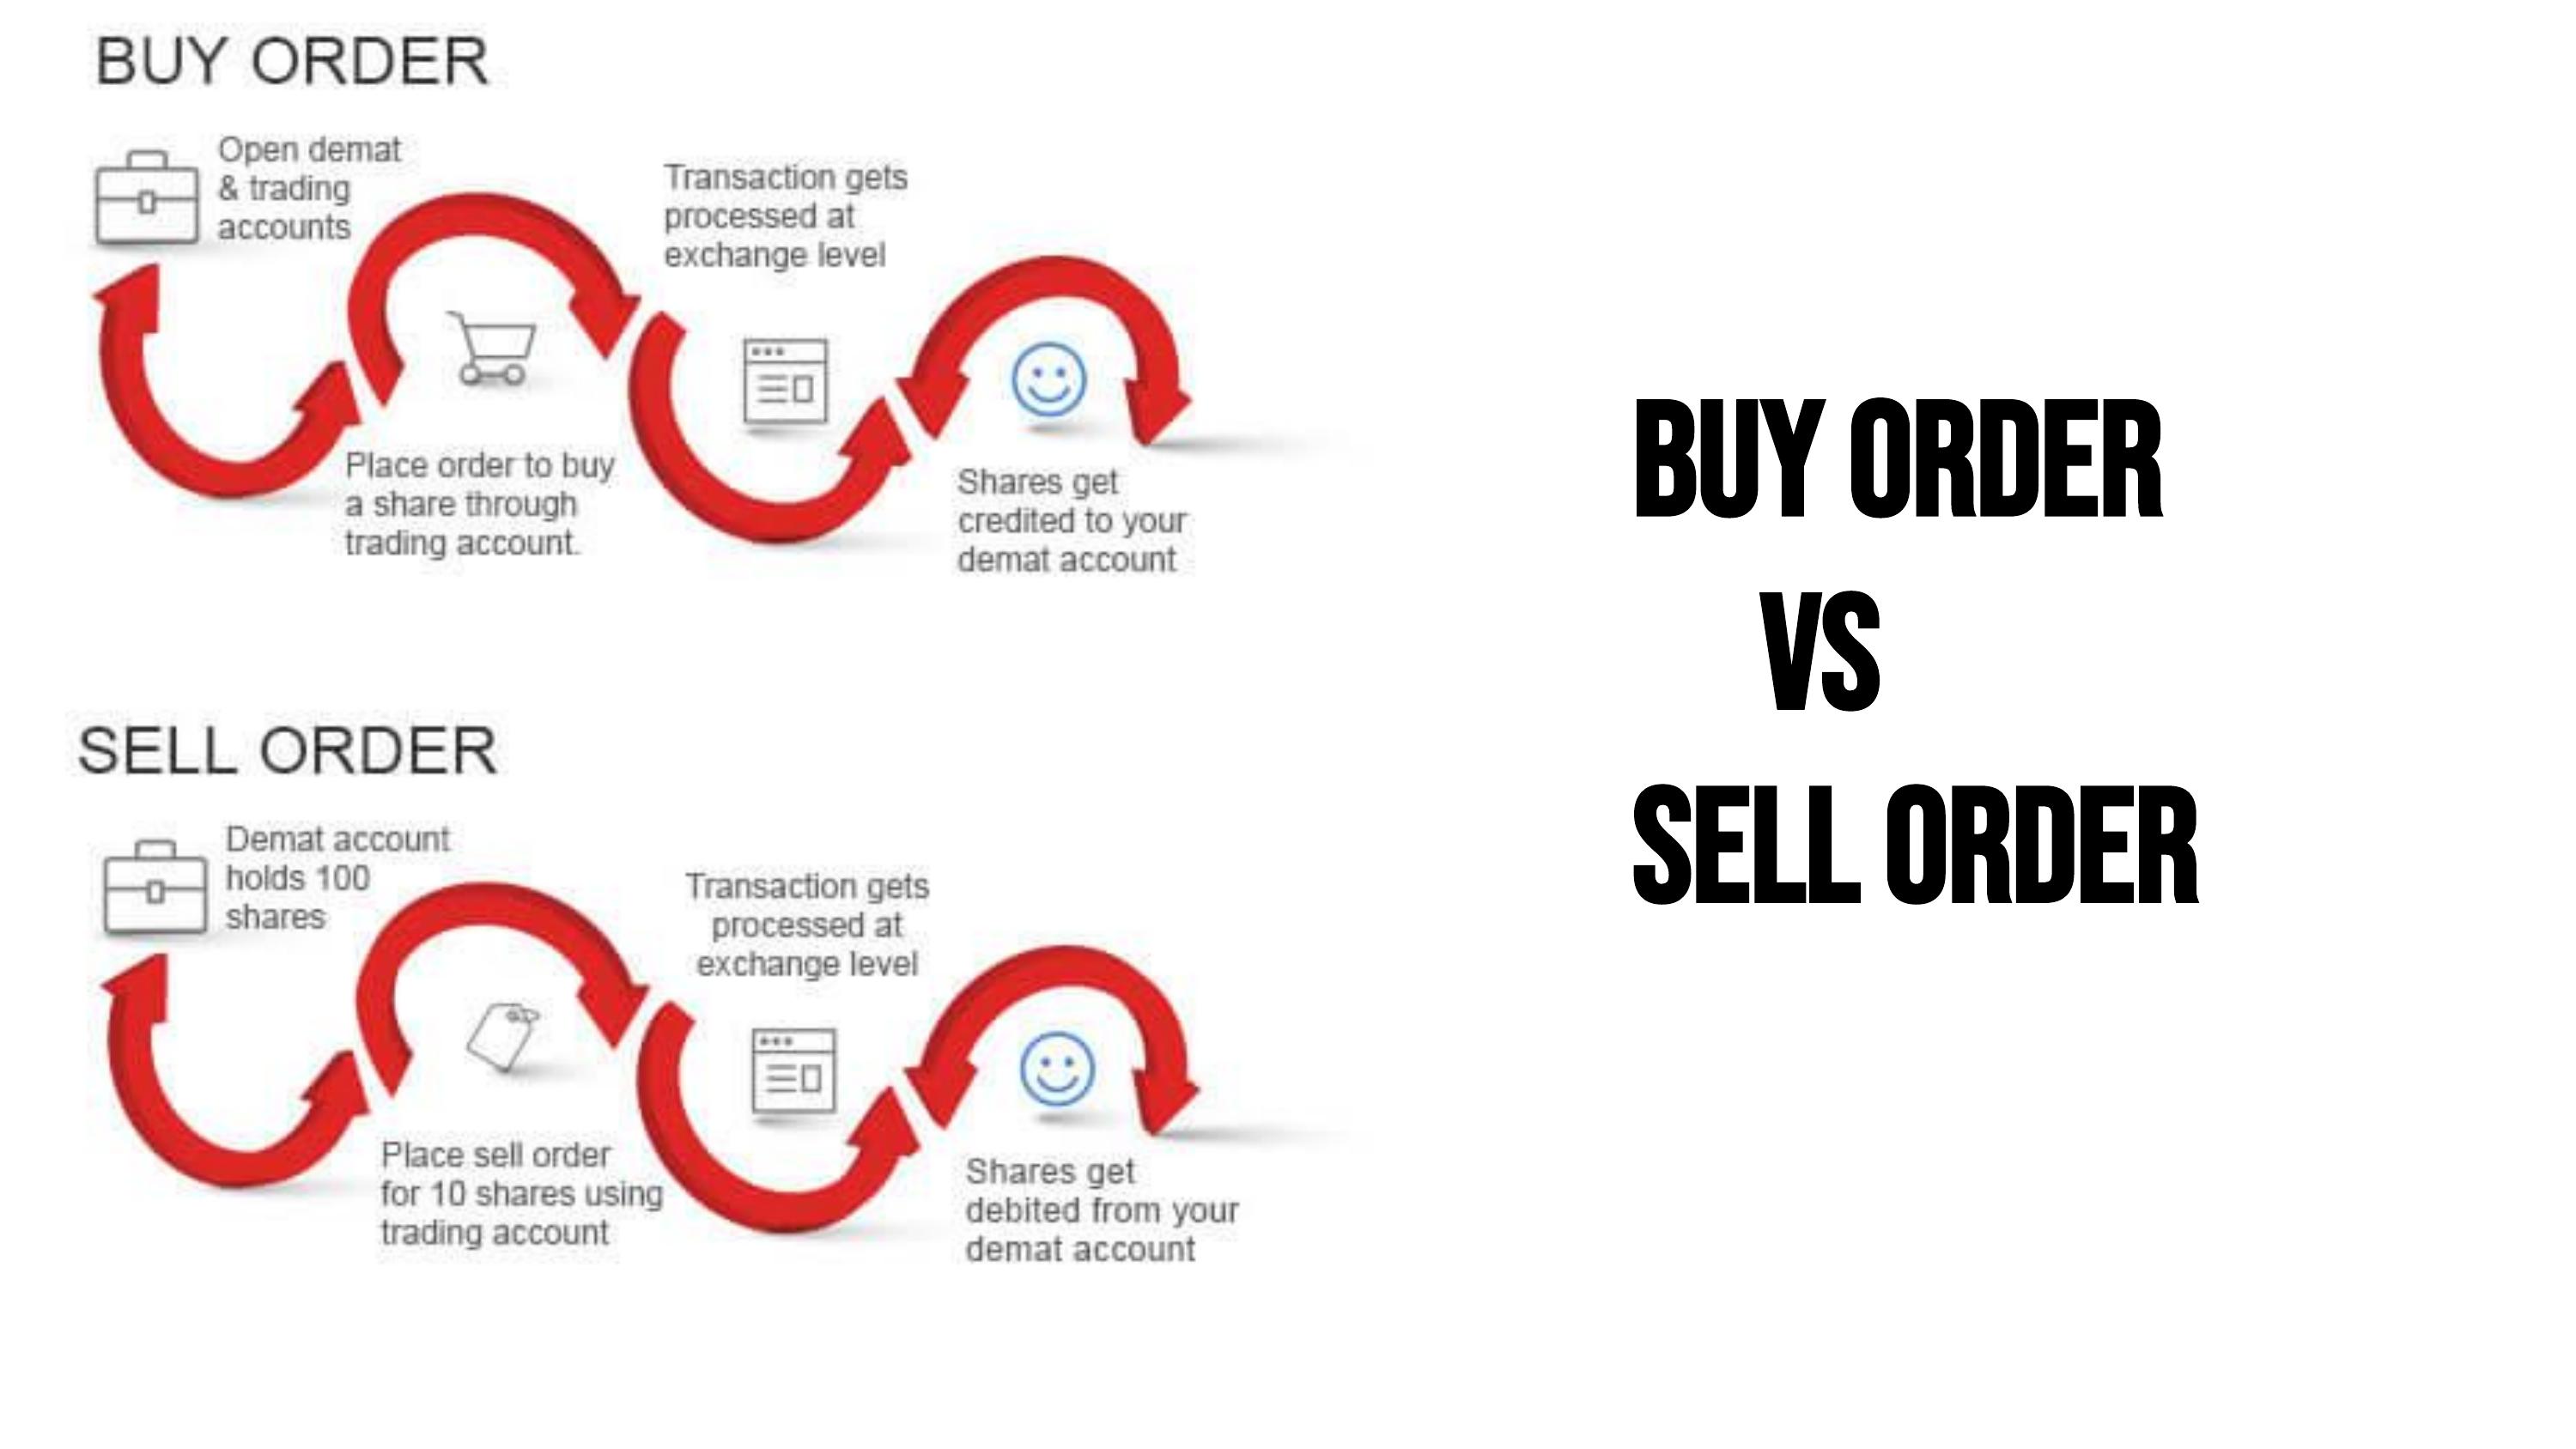 BUY ORDER
Open demat
& trading
accounts
Place order to buy
a share through
trading account.
Transaction gets
processed at
exchange level
Shares get
credited to your
demat account
SELL ORDER
Demat account
holds 100
shares
Place sell order
for 10 shares using
trading account
Transaction gets
processed at
exchange level
Shares get
debited from your
demat account
BUY ORDER
VS
SELL ORDER